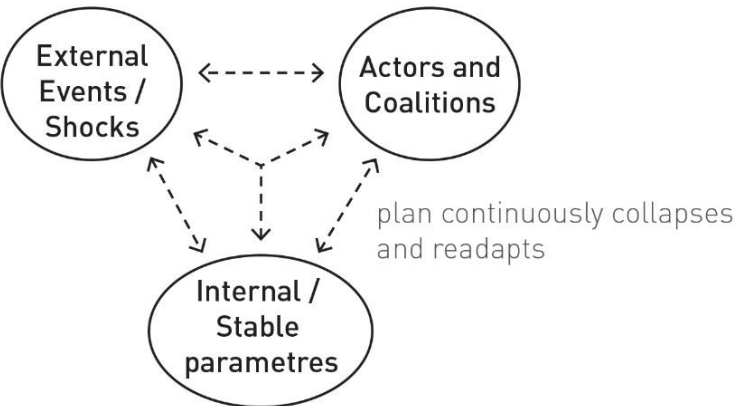 External
Events /
Shocks
Actors and
Coalitions
plan continuously collapses
and readapts
Internal /
Stable
parametres